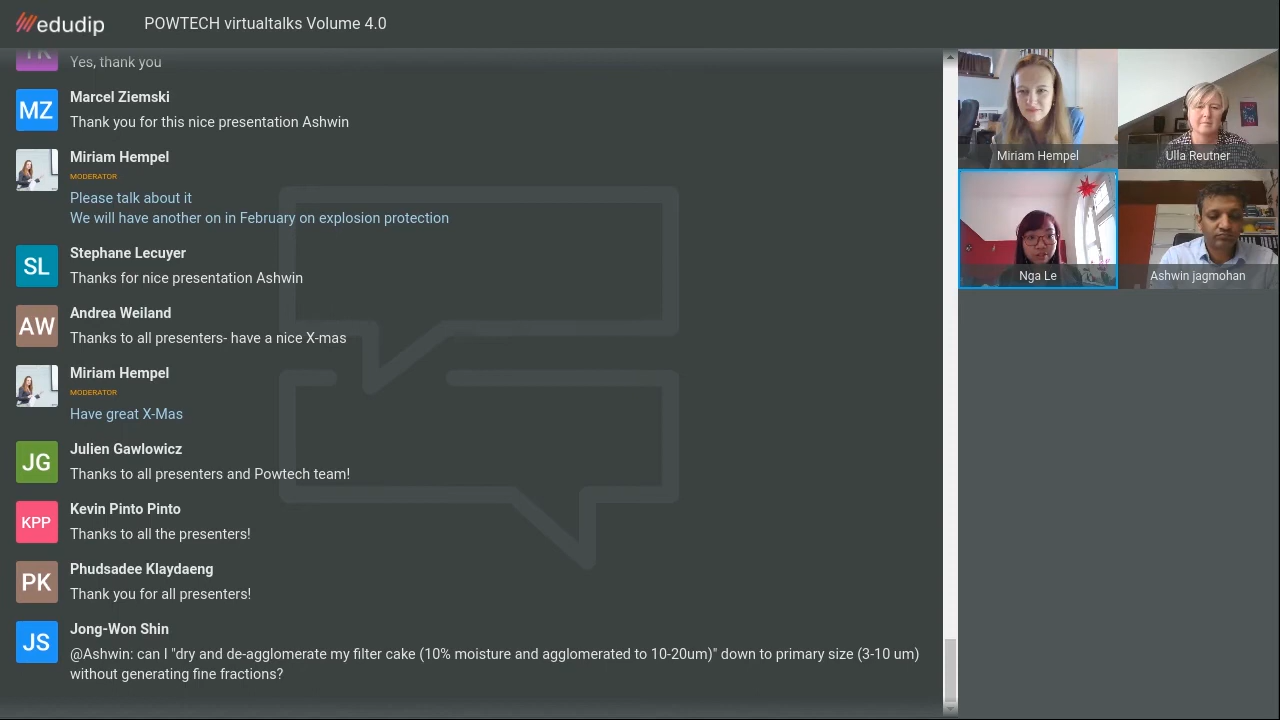 edudip
POWTECH virtualtalks Volume 4.0
TR
Yes, thank you
MZ
Marcel Ziemski
Thank you for this nice presentation Ashwin
Miriam Hempel
MODERATOR
Please talk about it
We will have another on in February on explosion protection
SL
Stephane Lecuyer
Thanks for nice presentation Ashwin
AW
Andrea Weiland
Thanks to all presenters- have a nice X-mas
Miriam Hempel
MODERATOR
Have great X-Mas
JG
Julien Gawlowicz
Thanks to all presenters and Powtech team!
KPP
Kevin Pinto Pinto
Thanks to all the presenters!
PK
Phudsadee Klaydaeng
Thank you for all presenters!
JS
Jong-Won Shin
@Ashwin: can I "dry and de-agglomerate my filter cake (10% moisture and agglomerated to 10-20um)" down to primary size (3-10 um)
without generating fine fractions?
Miriam Hempel
Ulla Reutner
Nga Le
Ashwin jagmohan